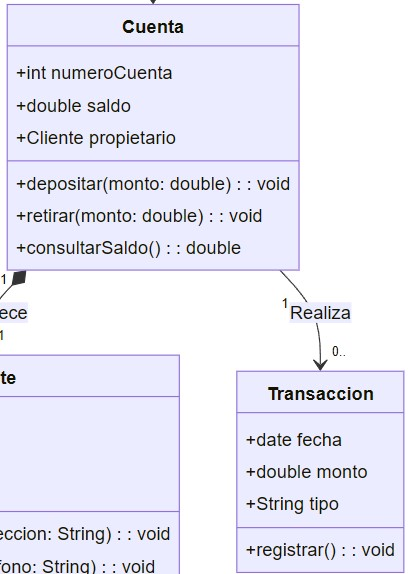 Cuenta
+int numeroCuenta
+double saldo
+Cliente propietario
+depositar(monto: double) : : void
+retirar(monto: double) : : void
+consultarSaldo() : : double
1
ece
1
1
Realiza
0..
te
eccion: String) : : void
fono: String) : : void
Transaccion
+date fecha
+double monto
+String tipo
+registrar() : : void